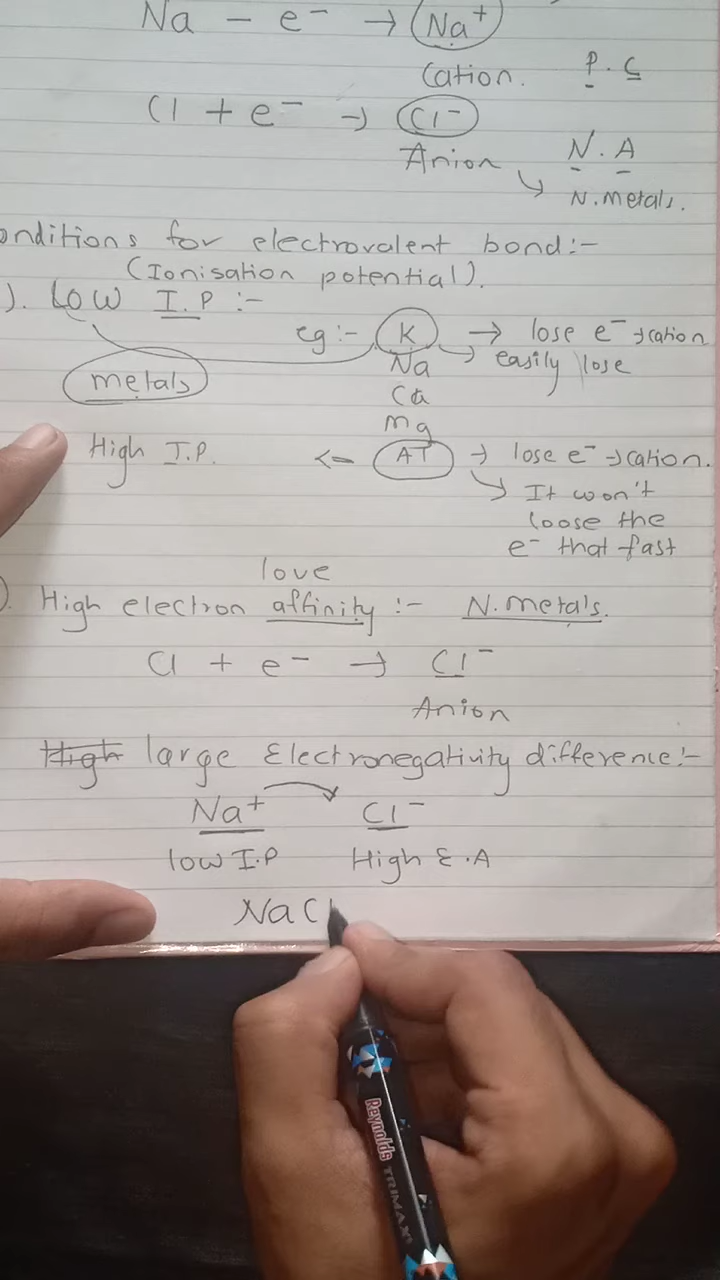 Na - e⁻ → Na⁺
Cation. P.C
Cl + e⁻ → Cl⁻
Anion N.A
↳ N.metals.
onditions for electrovalent bond:-
(Ionisation potential).
). Low I.P :-
eg:- K → lose e⁻ → cation
Na → easily lose
metals
Ca
Mg
High I.P. <- Al → lose e⁻ → cation.
↳ It won't
loose the
e⁻ that fast
love
). High electron affinity :- N.metals.
Cl + e⁻ → Cl⁻
Anion
High large Electronegativity difference:-
Na⁺ → Cl⁻
low I.P High E.A
NaCl
Reynolds TRIMAX